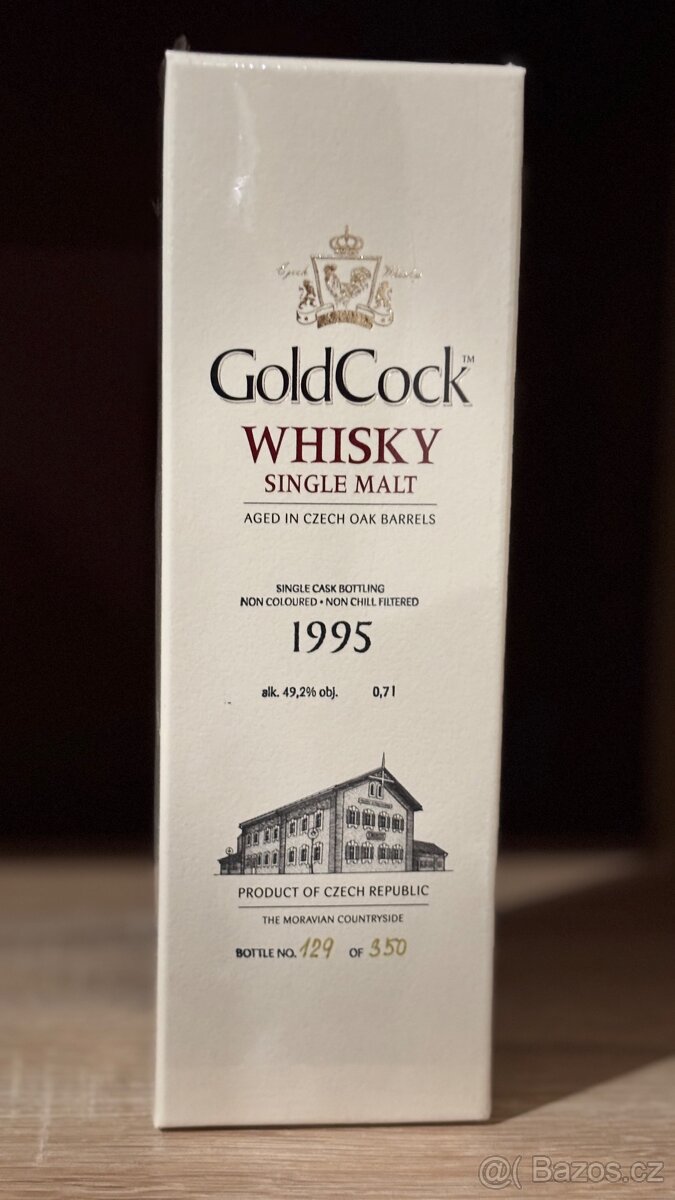 Czech Whisky
GoldCock™
WHISKY
SINGLE MALT
AGED IN CZECH OAK BARRELS
SINGLE CASK BOTTLING
NON COLOURED • NON CHILL FILTERED
1995
alk. 49,2% obj. 0,7 l
PRODUCT OF CZECH REPUBLIC
THE MORAVIAN COUNTRYSIDE
BOTTLE NO. 129 OF 350
@( Bazos.cz